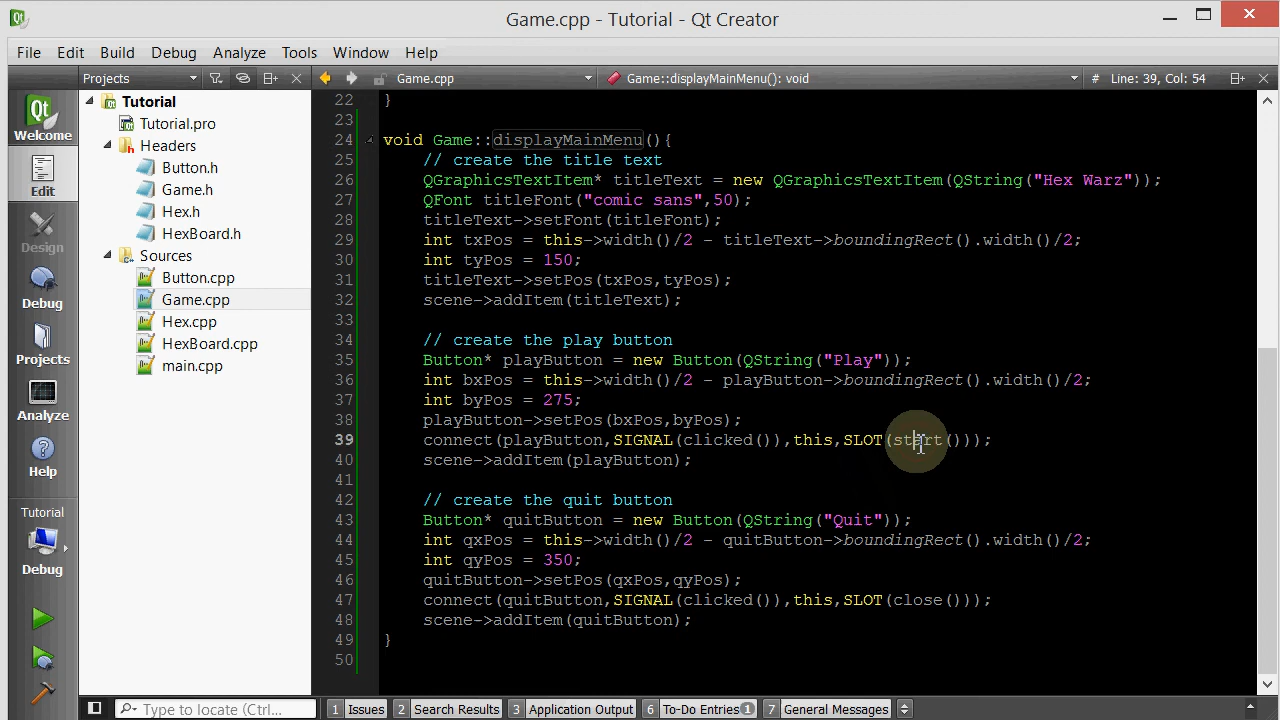 Game.cpp - Tutorial - Qt Creator
File Edit Build Debug Analyze Tools Window Help
Projects
Game.cpp
Game::displayMainMenu(): void
# Line: 39, Col: 54
Qt
Welcome
Edit
Design
Debug
Projects
Analyze
Help
Tutorial
Debug
Tutorial
Tutorial.pro
Headers
Button.h
Game.h
Hex.h
HexBoard.h
Sources
Button.cpp
Game.cpp
Hex.cpp
HexBoard.cpp
main.cpp
22 }
23
24 void Game::displayMainMenu(){
25 // create the title text
26 QGraphicsTextItem* titleText = new QGraphicsTextItem(QString("Hex Warz"));
27 QFont titleFont("comic sans",50);
28 titleText->setFont(titleFont);
29 int txPos = this->width()/2 - titleText->boundingRect().width()/2;
30 int tyPos = 150;
31 titleText->setPos(txPos,tyPos);
32 scene->addItem(titleText);
33
34 // create the play button
35 Button* playButton = new Button(QString("Play"));
36 int bxPos = this->width()/2 - playButton->boundingRect().width()/2;
37 int byPos = 275;
38 playButton->setPos(bxPos,byPos);
39 connect(playButton,SIGNAL(clicked()),this,SLOT(start()));
40 scene->addItem(playButton);
41
42 // create the quit button
43 Button* quitButton = new Button(QString("Quit"));
44 int qxPos = this->width()/2 - quitButton->boundingRect().width()/2;
45 int qyPos = 350;
46 quitButton->setPos(qxPos,qyPos);
47 connect(quitButton,SIGNAL(clicked()),this,SLOT(close()));
48 scene->addItem(quitButton);
49 }
50
Type to locate (Ctrl...
1 Issues 2 Search Results 3 Application Output 6 To-Do Entries 1 7 General Messages